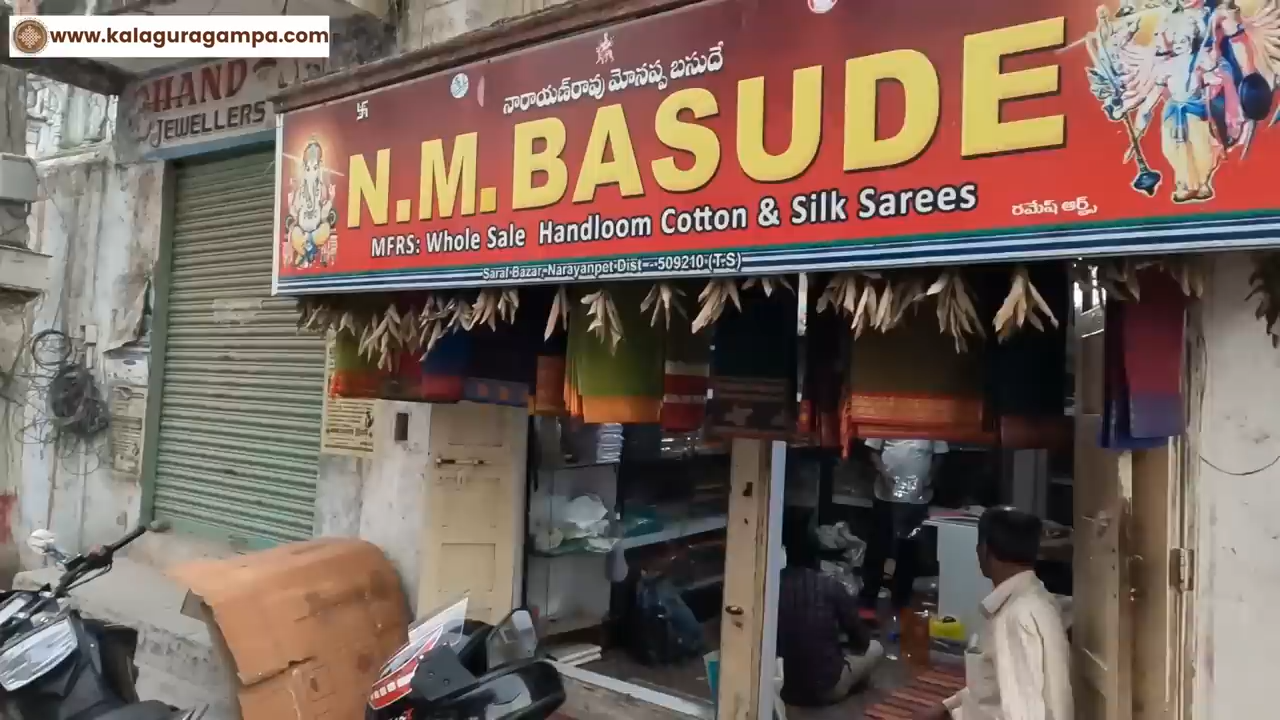 www.kalaguragampa.com
HAND
JEWELLERS
నారాయణ్‌రావు మోనప్ప బసుదే
N.M. BASUDE
MFRS: Whole Sale Handloom Cotton & Silk Sarees
రమేష్ ఆర్ట్స్
Saraf Bazar, Narayanpet Dist - 509210 (T.S)